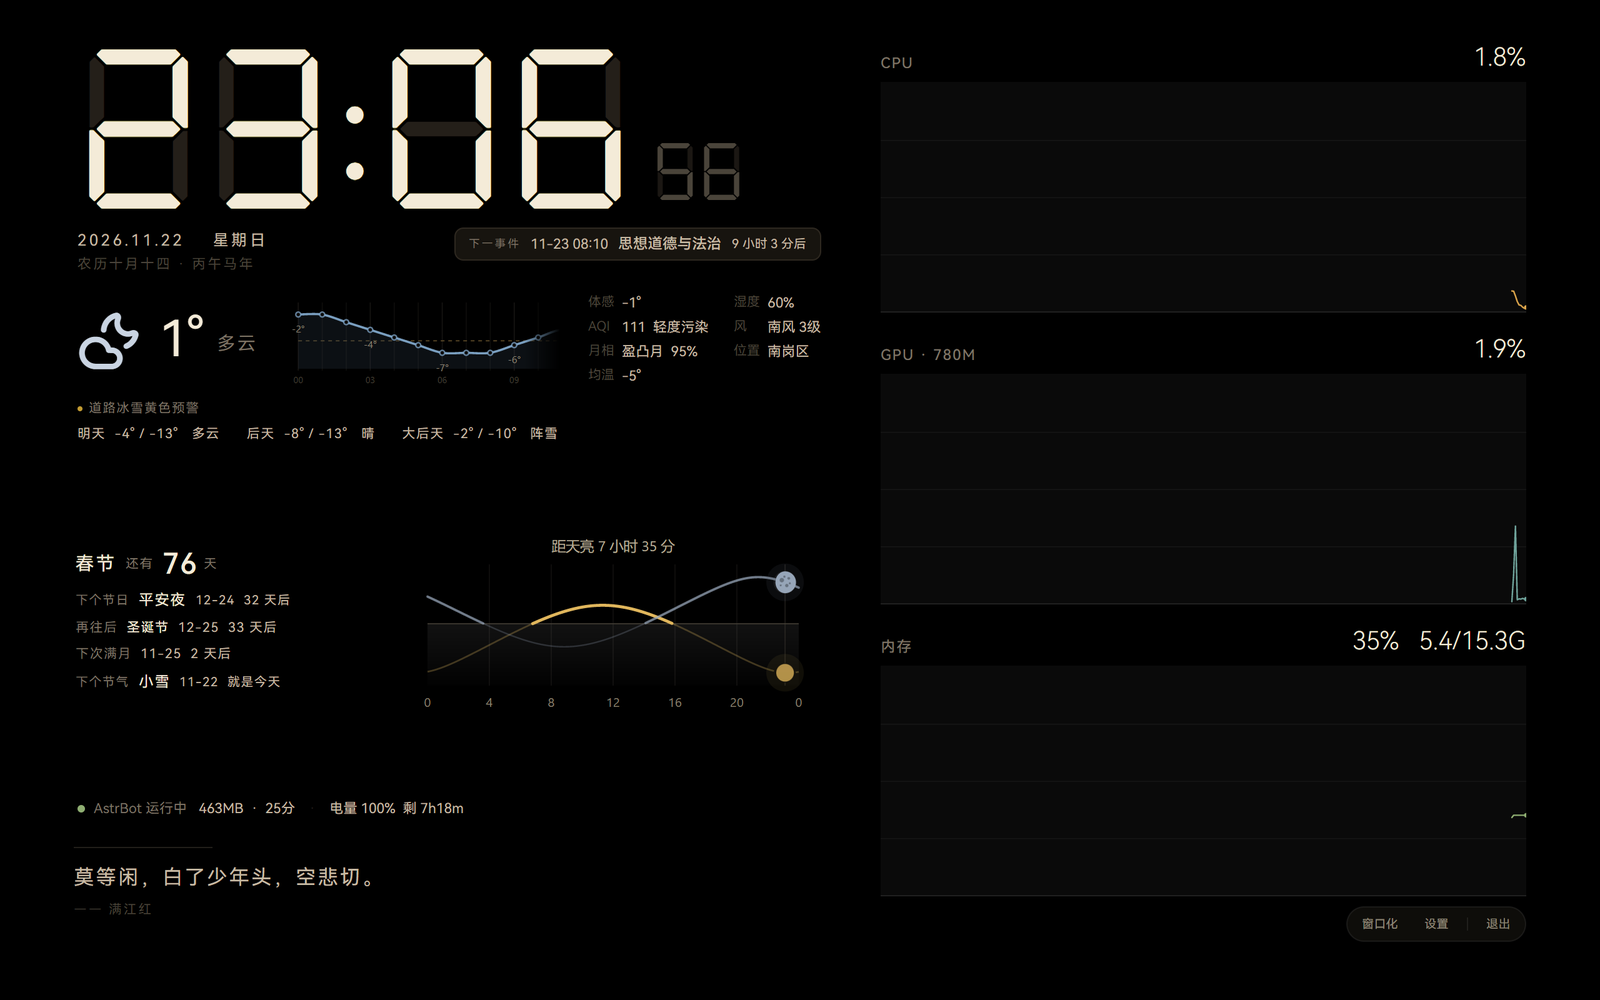 23:06 56
2026.11.22 星期日
农历十月十四 · 丙午马年
下一事件 11-23 08:10 思想道德与法治 9 小时 3 分后
1° 多云
-2°
-4°
-7°
-6°
00 03 06 09
体感 -1° 湿度 60%
AQI 111 轻度污染 风 南风 3级
月相 盈凸月 95% 位置 南岗区
均温 -5°
道路冰雪黄色预警
明天 -4° / -13° 多云 后天 -8° / -13° 晴 大后天 -2° / -10° 阵雪
春节 还有 76 天
下个节日 平安夜 12-24 32 天后
再往后 圣诞节 12-25 33 天后
下次满月 11-25 2 天后
下个节气 小雪 11-22 就是今天
距天亮 7 小时 35 分
0 4 8 12 16 20 0
AstrBot 运行中 463MB · 25分 · 电量 100% 剩 7h18m
莫等闲，白了少年头，空悲切。
—— 满江红
CPU 1.8%
GPU · 780M 1.9%
内存 35% 5.4/15.3G
窗口化 设置 退出